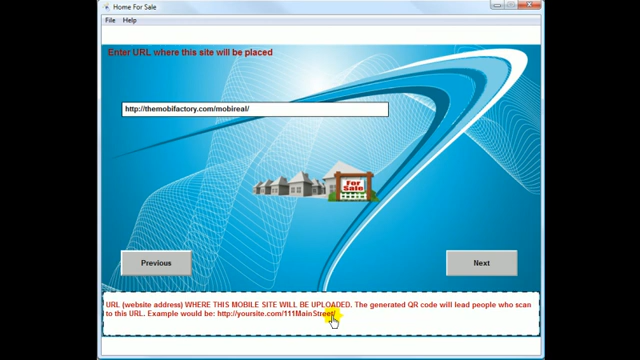 Home For Sale
File Help
Enter URL where this site will be placed
http://themobifactory.com/mobireal/
For
Sale
Previous
Next
URL (website address) WHERE THIS MOBILE SITE WILL BE UPLOADED. The generated QR code will lead people who scan
to this URL. Example would be: http://yoursite.com/111MainStreet/